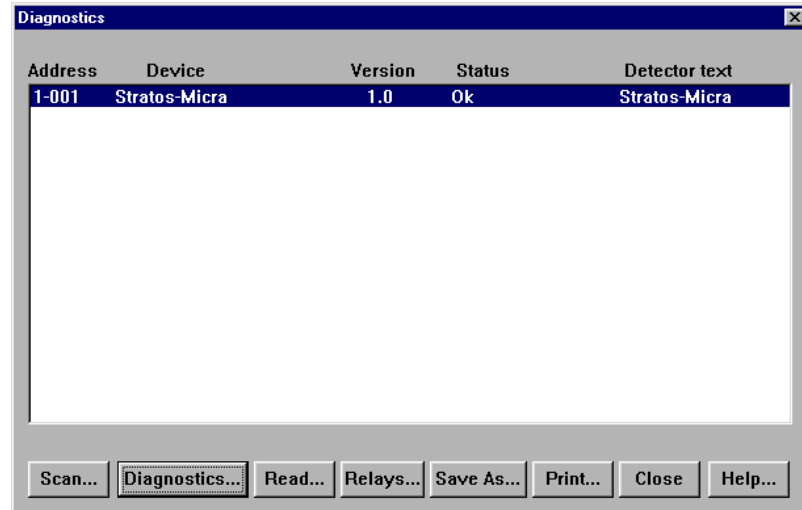 Diagnostics
Address Device Version Status Detector text
1-001 Stratos-Micra 1.0 Ok Stratos-Micra
Scan... Diagnostics... Read... Relays... Save As... Print... Close Help...